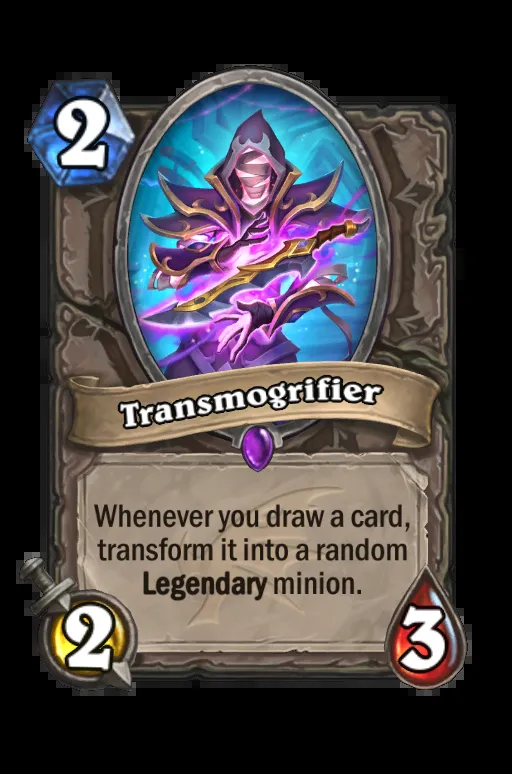 2
Transmogrifier
Whenever you draw a card,
transform it into a random
Legendary minion.
2
3